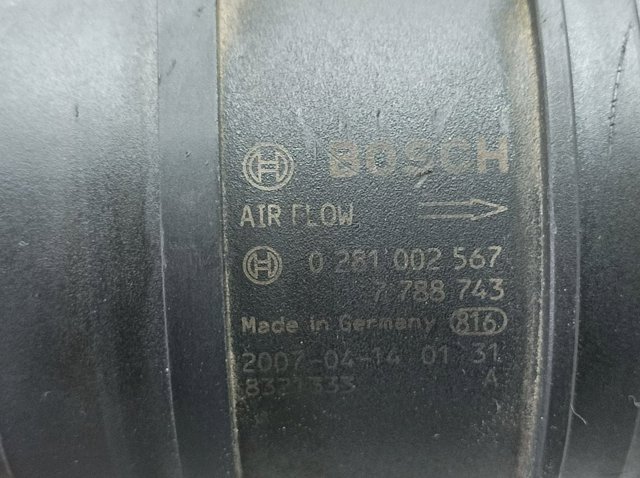 BOSCH
AIR FLOW
0 281 002 567
7 788 743
Made in Germany 816
2007-04-14 01 31
8321333 A